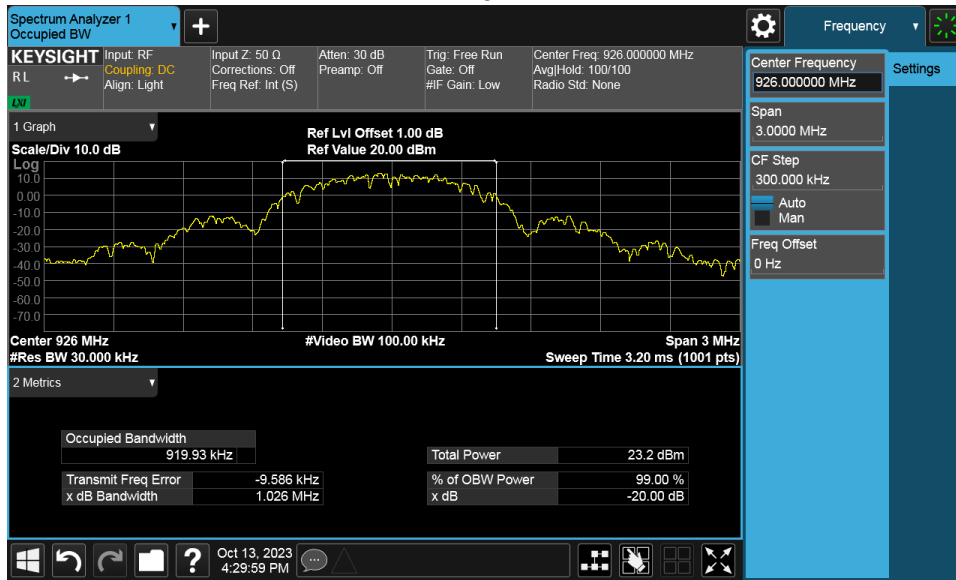 Spectrum Analyzer 1
Occupied BW
Frequency
KEYSIGHT
R L
LXI
Input: RF
Coupling: DC
Align: Light
Input Z: 50 Ω
Corrections: Off
Freq Ref: Int (S)
Atten: 30 dB
Preamp: Off
Trig: Free Run
Gate: Off
#IF Gain: Low
Center Freq: 926.000000 MHz
Avg|Hold: 100/100
Radio Std: None
Center Frequency
926.000000 MHz
Settings
Span
3.0000 MHz
CF Step
300.000 kHz
Auto
Man
Freq Offset
0 Hz
1 Graph
Scale/Div 10.0 dB
Ref Lvl Offset 1.00 dB
Ref Value 20.00 dBm
Log
10.0
0.00
-10.0
-20.0
-30.0
-40.0
-50.0
-60.0
-70.0
Center 926 MHz
#Res BW 30.000 kHz
#Video BW 100.00 kHz
Span 3 MHz
Sweep Time 3.20 ms (1001 pts)
2 Metrics
Occupied Bandwidth
919.93 kHz
Total Power 23.2 dBm
Transmit Freq Error -9.586 kHz
% of OBW Power 99.00 %
x dB Bandwidth 1.026 MHz
x dB -20.00 dB
?
Oct 13, 2023
4:29:59 PM